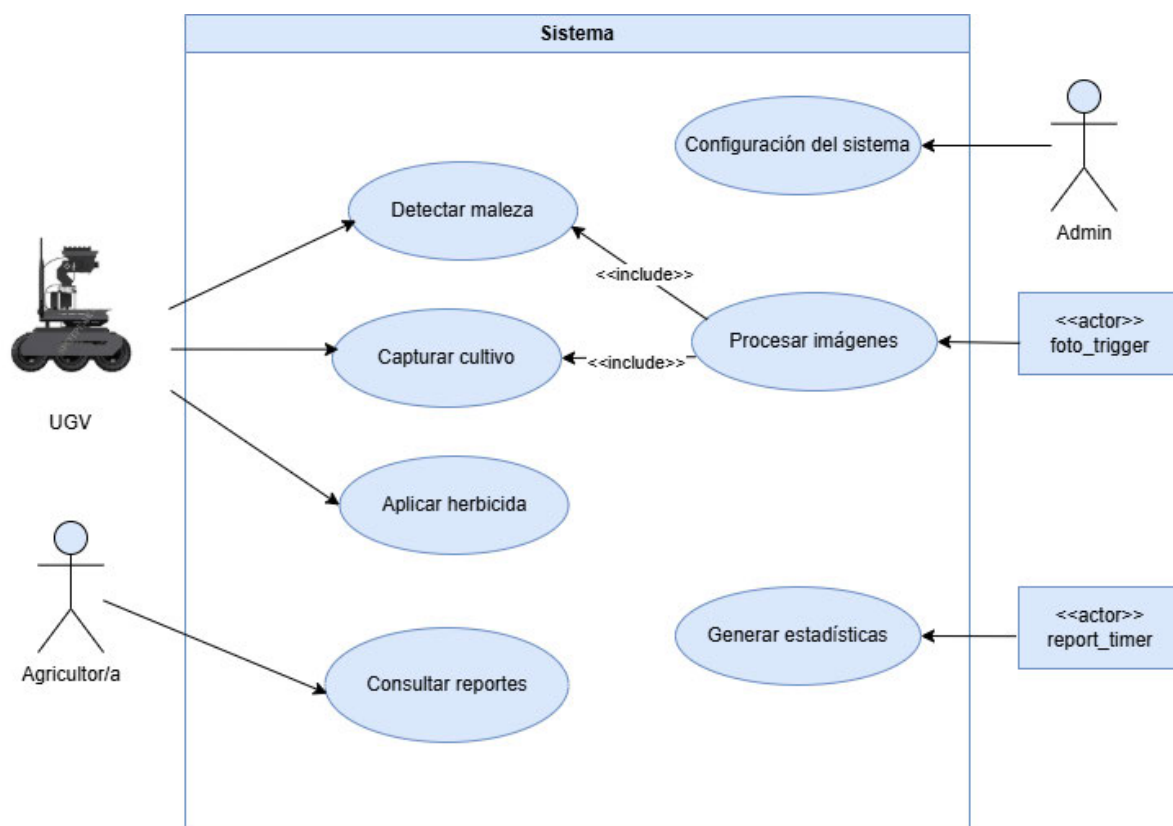 Sistema
Configuración del sistema
Admin
Detectar maleza
<<include>>
UGV
Capturar cultivo
<<include>>
Procesar imágenes
<<actor>>
foto_trigger
Aplicar herbicida
Agricultor/a
Consultar reportes
Generar estadísticas
<<actor>>
report_timer